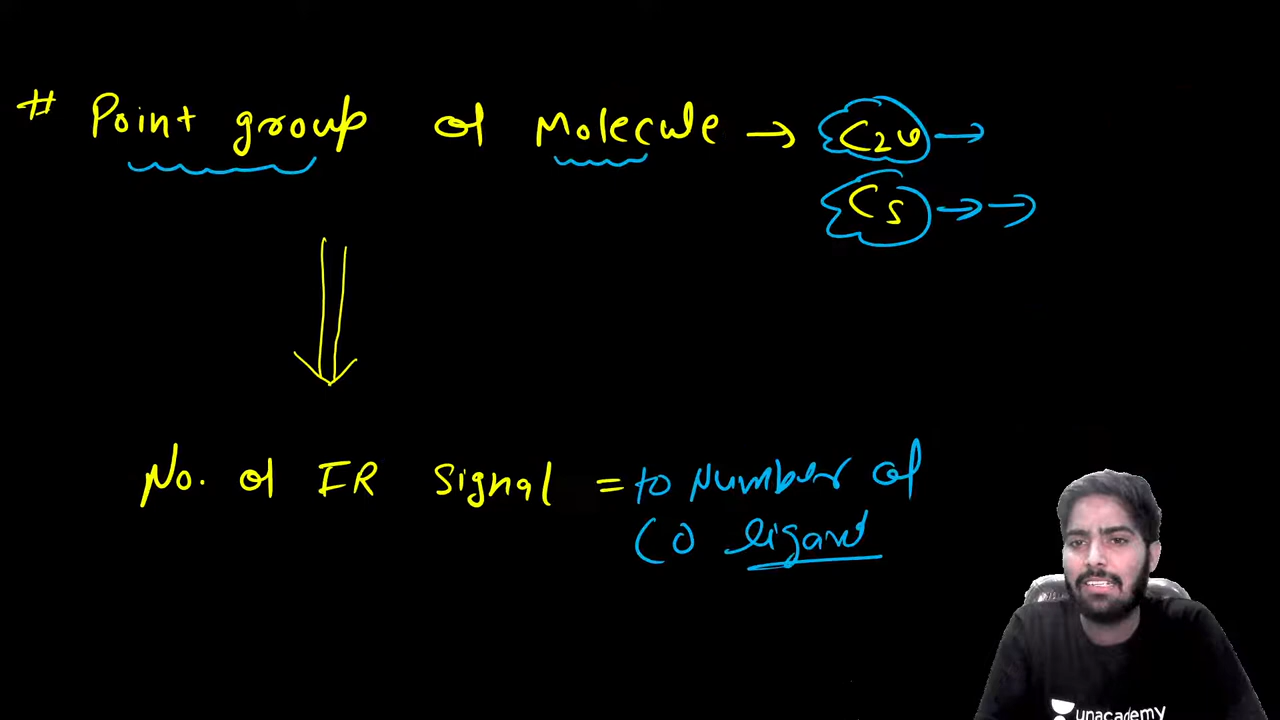 # Point group of Molecule → C2v →
Cs →→
No. of IR Signal = to Number of
CO ligand
unacademy